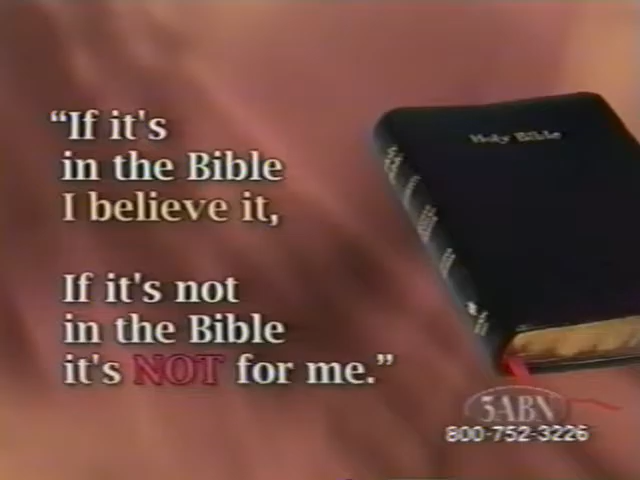 “If it's
in the Bible
I believe it,
If it's not
in the Bible
it's NOT for me.”
Holy Bible
3ABN
800-752-3226